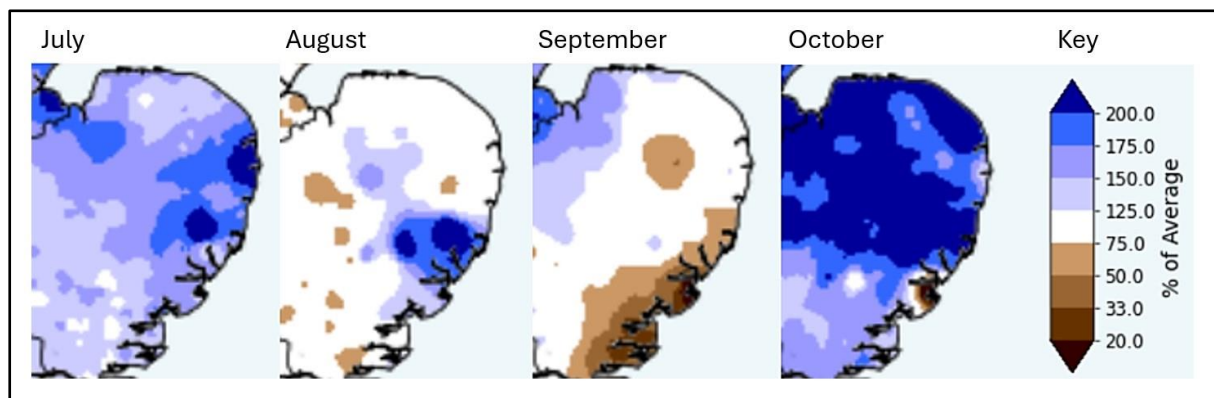 July
August
September
October
Key
200.0
175.0
150.0
125.0
75.0
50.0
33.0
20.0
% of Average